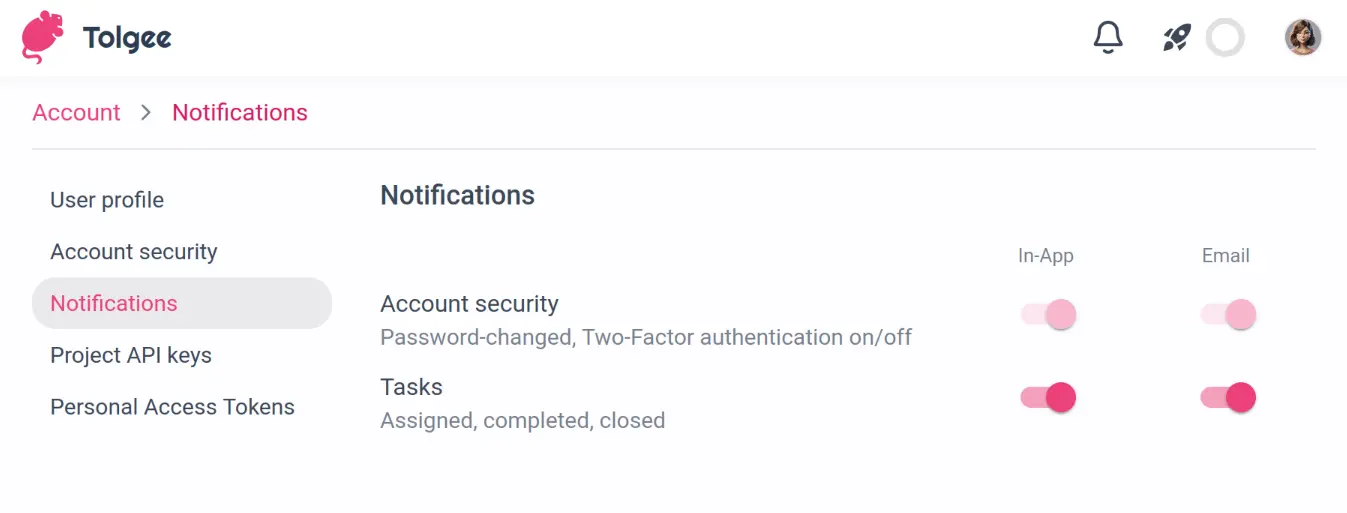 Tolgee
Account > Notifications
User profile
Account security
Notifications
Project API keys
Personal Access Tokens
Notifications
In-App Email
Account security
Password-changed, Two-Factor authentication on/off
Tasks
Assigned, completed, closed